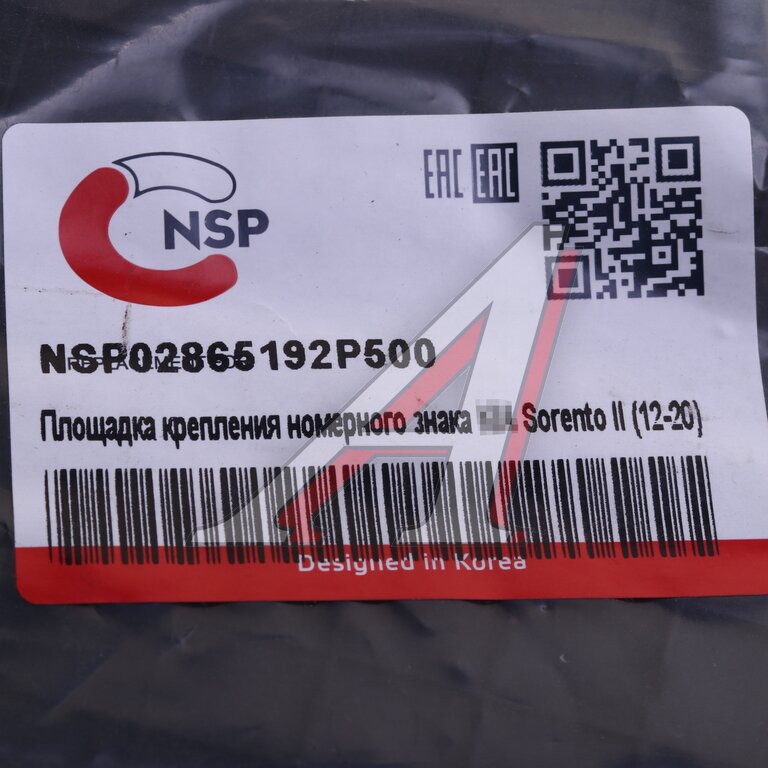 NSP
EAC EAC
NSP02865192P500
Площадка крепления номерного знака Sorento II (12-20)
Designed in Korea